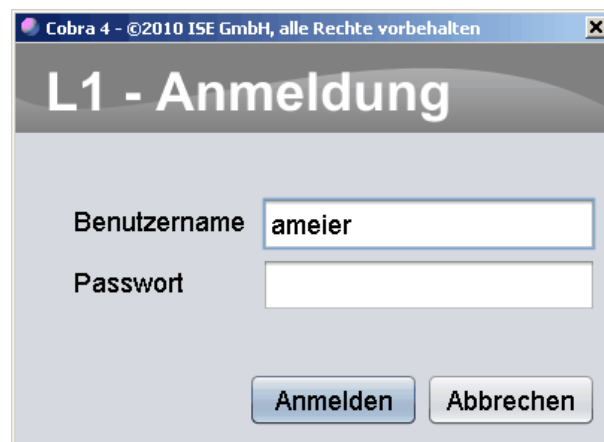 Cobra 4 - ©2010 ISE GmbH, alle Rechte vorbehalten
L1 - Anmeldung
Benutzername ameier
Passwort
Anmelden Abbrechen